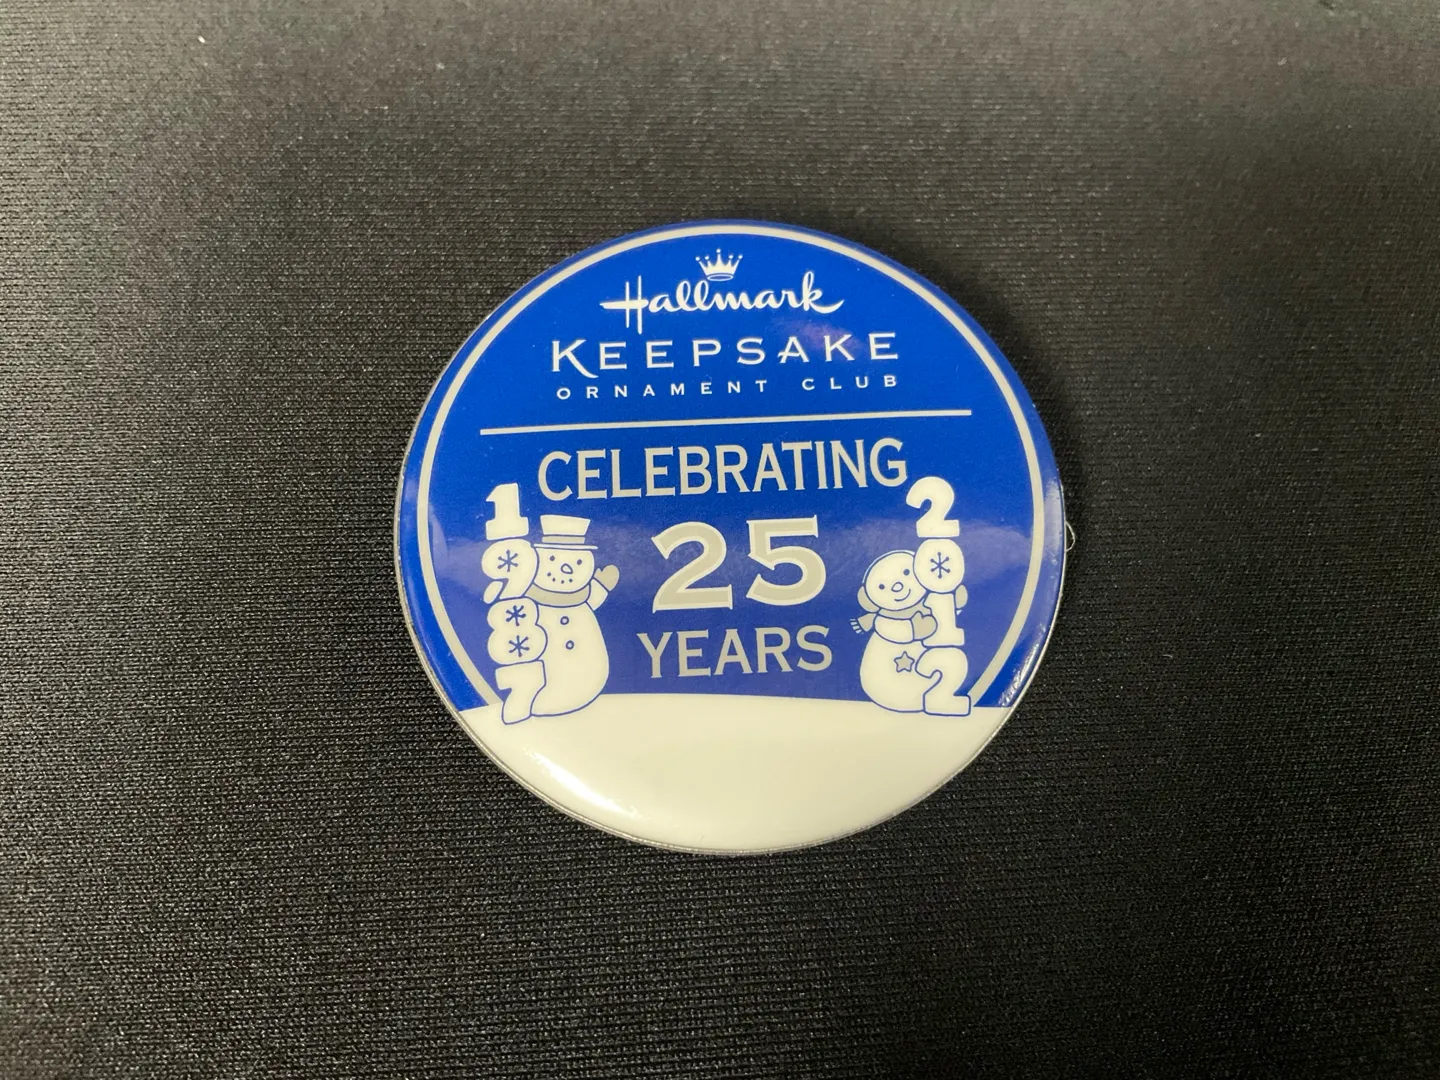 Hallmark
KEEPSAKE
ORNAMENT CLUB
CELEBRATING
25
YEARS
1987
2012